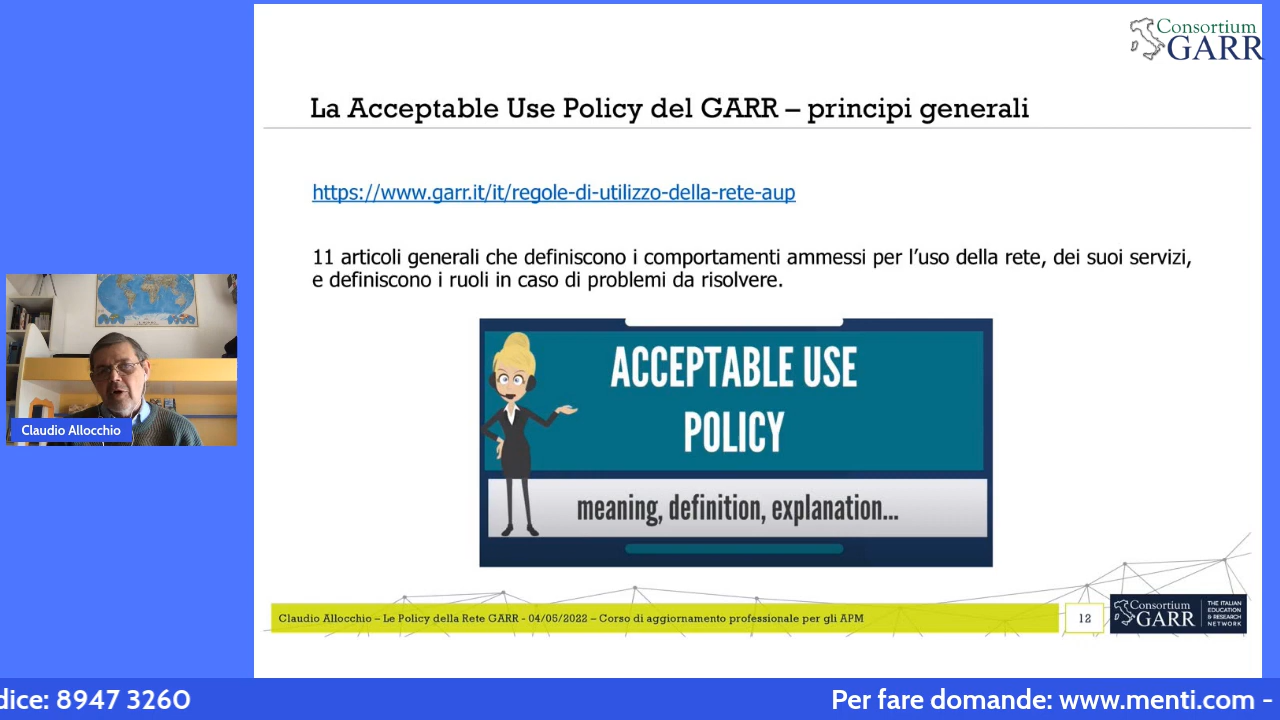 Consortium
GARR
La Acceptable Use Policy del GARR – principi generali
https://www.garr.it/it/regole-di-utilizzo-della-rete-aup
11 articoli generali che definiscono i comportamenti ammessi per l’uso della rete, dei suoi servizi,
e definiscono i ruoli in caso di problemi da risolvere.
ACCEPTABLE USE
POLICY
meaning, definition, explanation...
Claudio Allocchio
Claudio Allocchio – Le Policy della Rete GARR - 04/05/2022 – Corso di aggiornamento professionale per gli APM
12
Consortium
GARR
THE ITALIAN
EDUCATION
& RESEARCH
NETWORK
dice: 8947 3260
Per fare domande: www.menti.com -